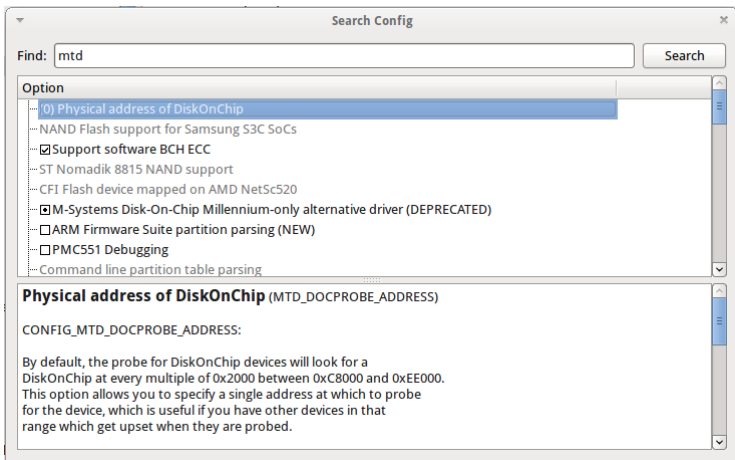 Search Config
Find: mtd Search
Option
(0) Physical address of DiskOnChip
NAND Flash support for Samsung S3C SoCs
Support software BCH ECC
ST Nomadik 8815 NAND support
CFI Flash device mapped on AMD NetSc520
M-Systems Disk-On-Chip Millennium-only alternative driver (DEPRECATED)
ARM Firmware Suite partition parsing (NEW)
PMC551 Debugging
Command line partition table parsing
Physical address of DiskOnChip (MTD_DOCPROBE_ADDRESS)
CONFIG_MTD_DOCPROBE_ADDRESS:
By default, the probe for DiskOnChip devices will look for a
DiskOnChip at every multiple of 0x2000 between 0xC8000 and 0xEE000.
This option allows you to specify a single address at which to probe
for the device, which is useful if you have other devices in that
range which get upset when they are probed.